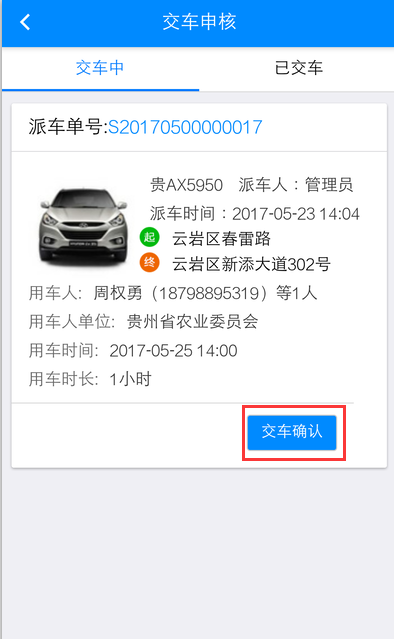 交车申核
交车中 已交车
派车单号:S20170500000017
贵AX5950 派车人：管理员
派车时间：2017-05-23 14:04
起 云岩区春雷路
终 云岩区新添大道302号
用车人: 周权勇（18798895319）等1人
用车人单位: 贵州省农业委员会
用车时间: 2017-05-25 14:00
用车时长: 1小时
交车确认